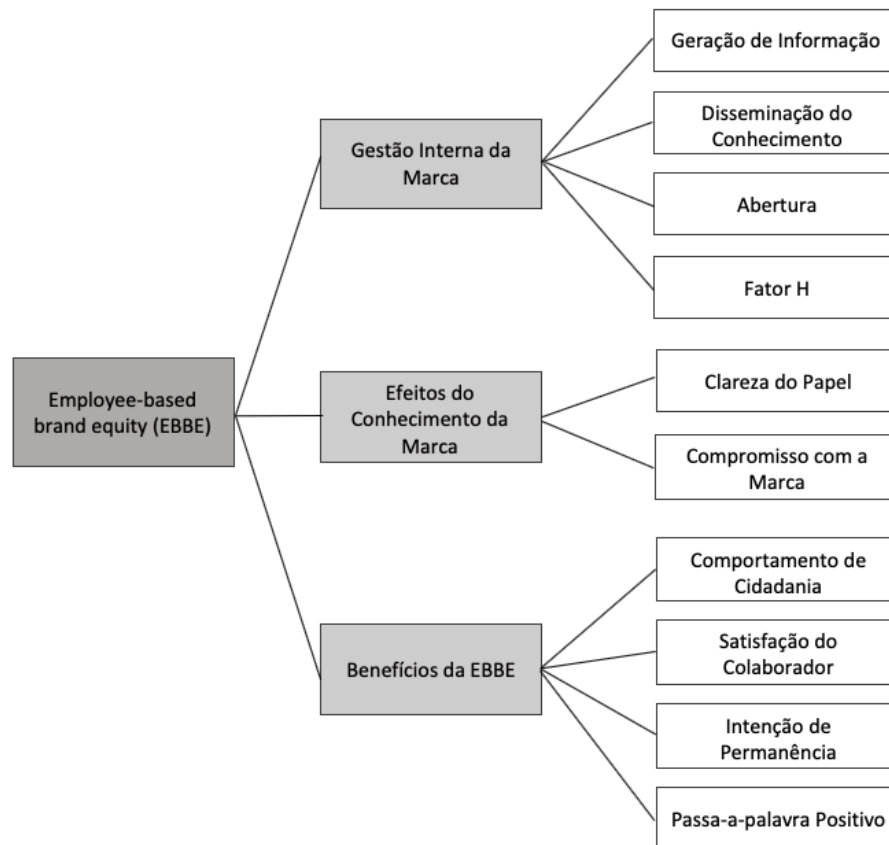 Geração de Informação
Disseminação do
Conhecimento
Gestão Interna da
Marca
Abertura
Fator H
Employee-based
brand equity (EBBE)
Efeitos do
Conhecimento da
Marca
Clareza do Papel
Compromisso com a
Marca
Benefícios da EBBE
Comportamento de
Cidadania
Satisfação do
Colaborador
Intenção de
Permanência
Passa-a-palavra Positivo